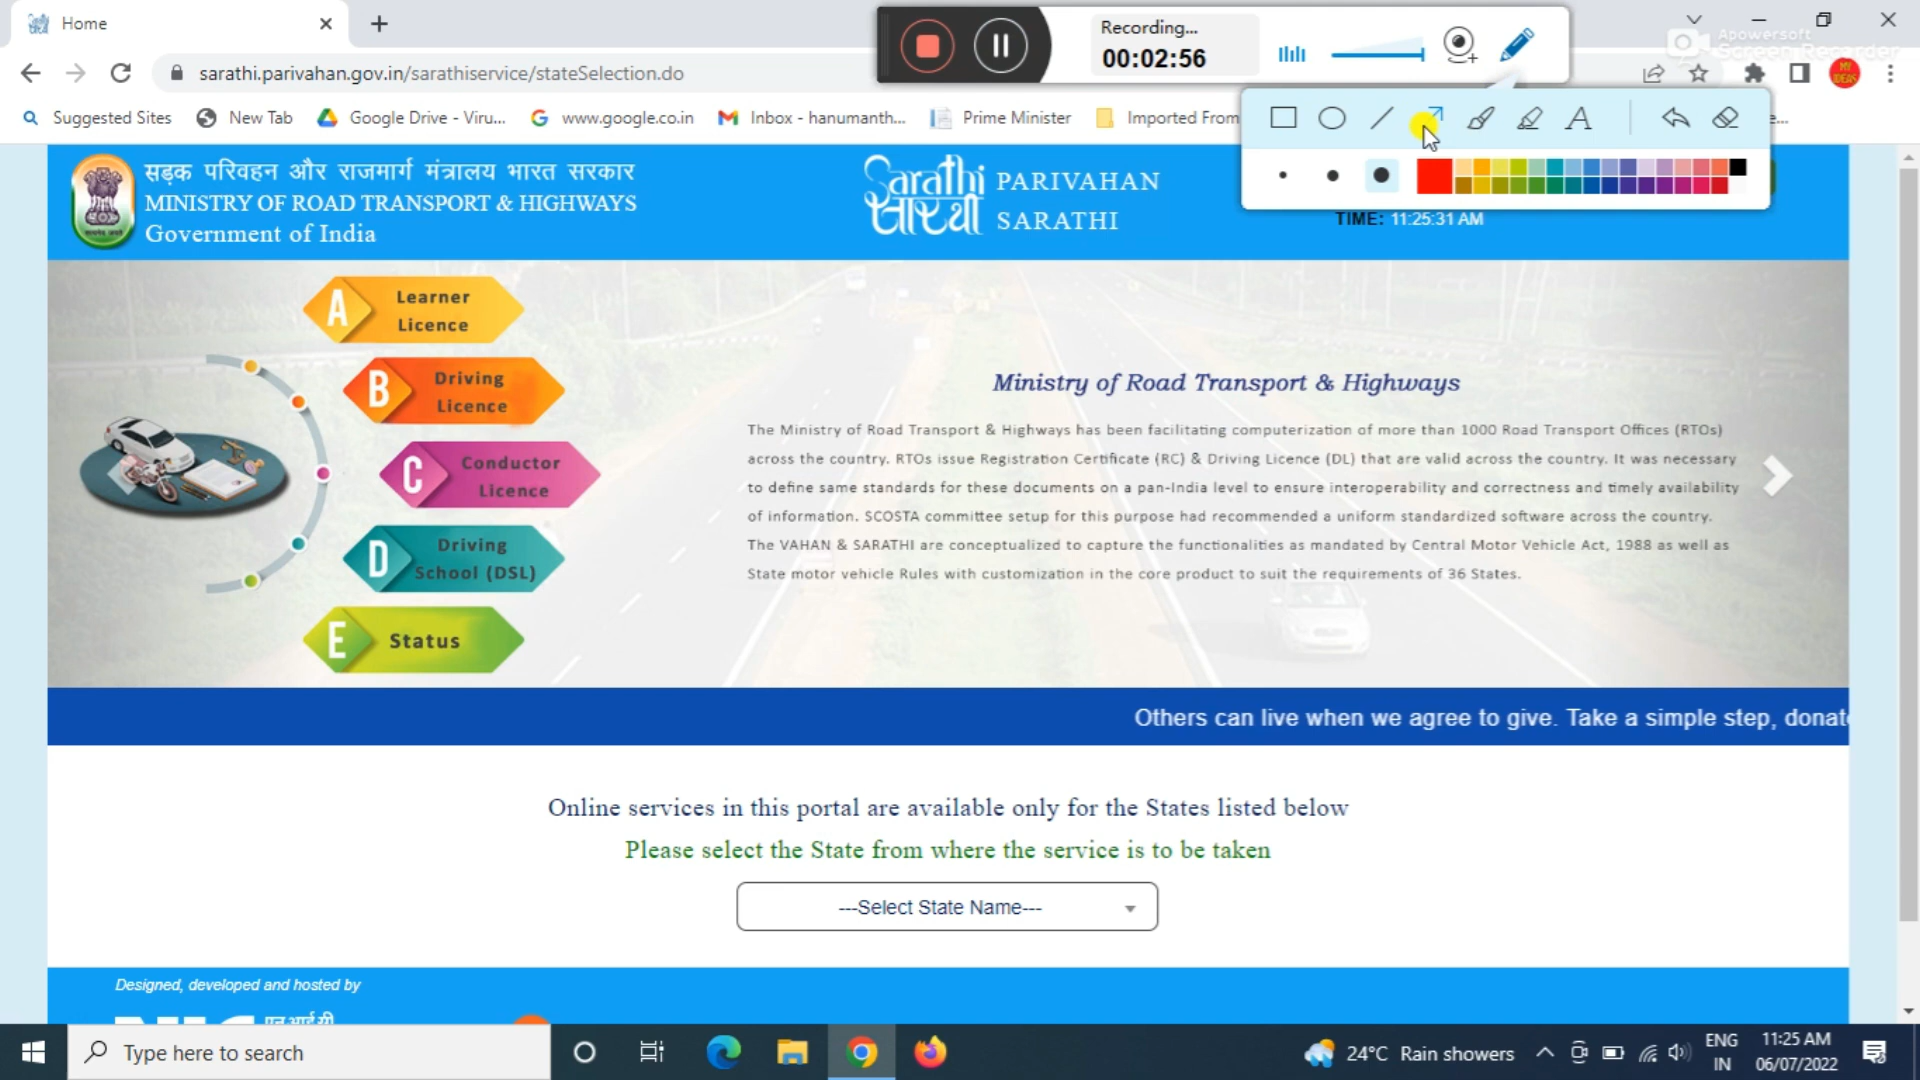 Home
Recording...
00:02:56
Apowersoft
Screen Recorder
sarathi.parivahan.gov.in/sarathiservice/stateSelection.do
MY IDEAS
Suggested Sites
New Tab
Google Drive - Viru...
www.google.co.in
Inbox - hanumanth...
Prime Minister
Imported From
A
सड़क परिवहन और राजमार्ग मंत्रालय भारत सरकार
MINISTRY OF ROAD TRANSPORT & HIGHWAYS
Government of India
Sarathi
सारथी
PARIVAHAN
SARATHI
TIME: 11:25:31 AM
A Learner
Licence
B Driving
Licence
C Conductor
Licence
D Driving
School (DSL)
E Status
Ministry of Road Transport & Highways
The Ministry of Road Transport & Highways has been facilitating computerization of more than 1000 Road Transport Offices (RTOs)
across the country. RTOs issue Registration Certificate (RC) & Driving Licence (DL) that are valid across the country. It was necessary
to define same standards for these documents on a pan-India level to ensure interoperability and correctness and timely availability
of information. SCOSTA committee setup for this purpose had recommended a uniform standardized software across the country.
The VAHAN & SARATHI are conceptualized to capture the functionalities as mandated by Central Motor Vehicle Act, 1988 as well as
State motor vehicle Rules with customization in the core product to suit the requirements of 36 States.
Others can live when we agree to give. Take a simple step, donat
Online services in this portal are available only for the States listed below
Please select the State from where the service is to be taken
---Select State Name---
Designed, developed and hosted by
Type here to search
24°C Rain showers
ENG
IN
11:25 AM
06/07/2022